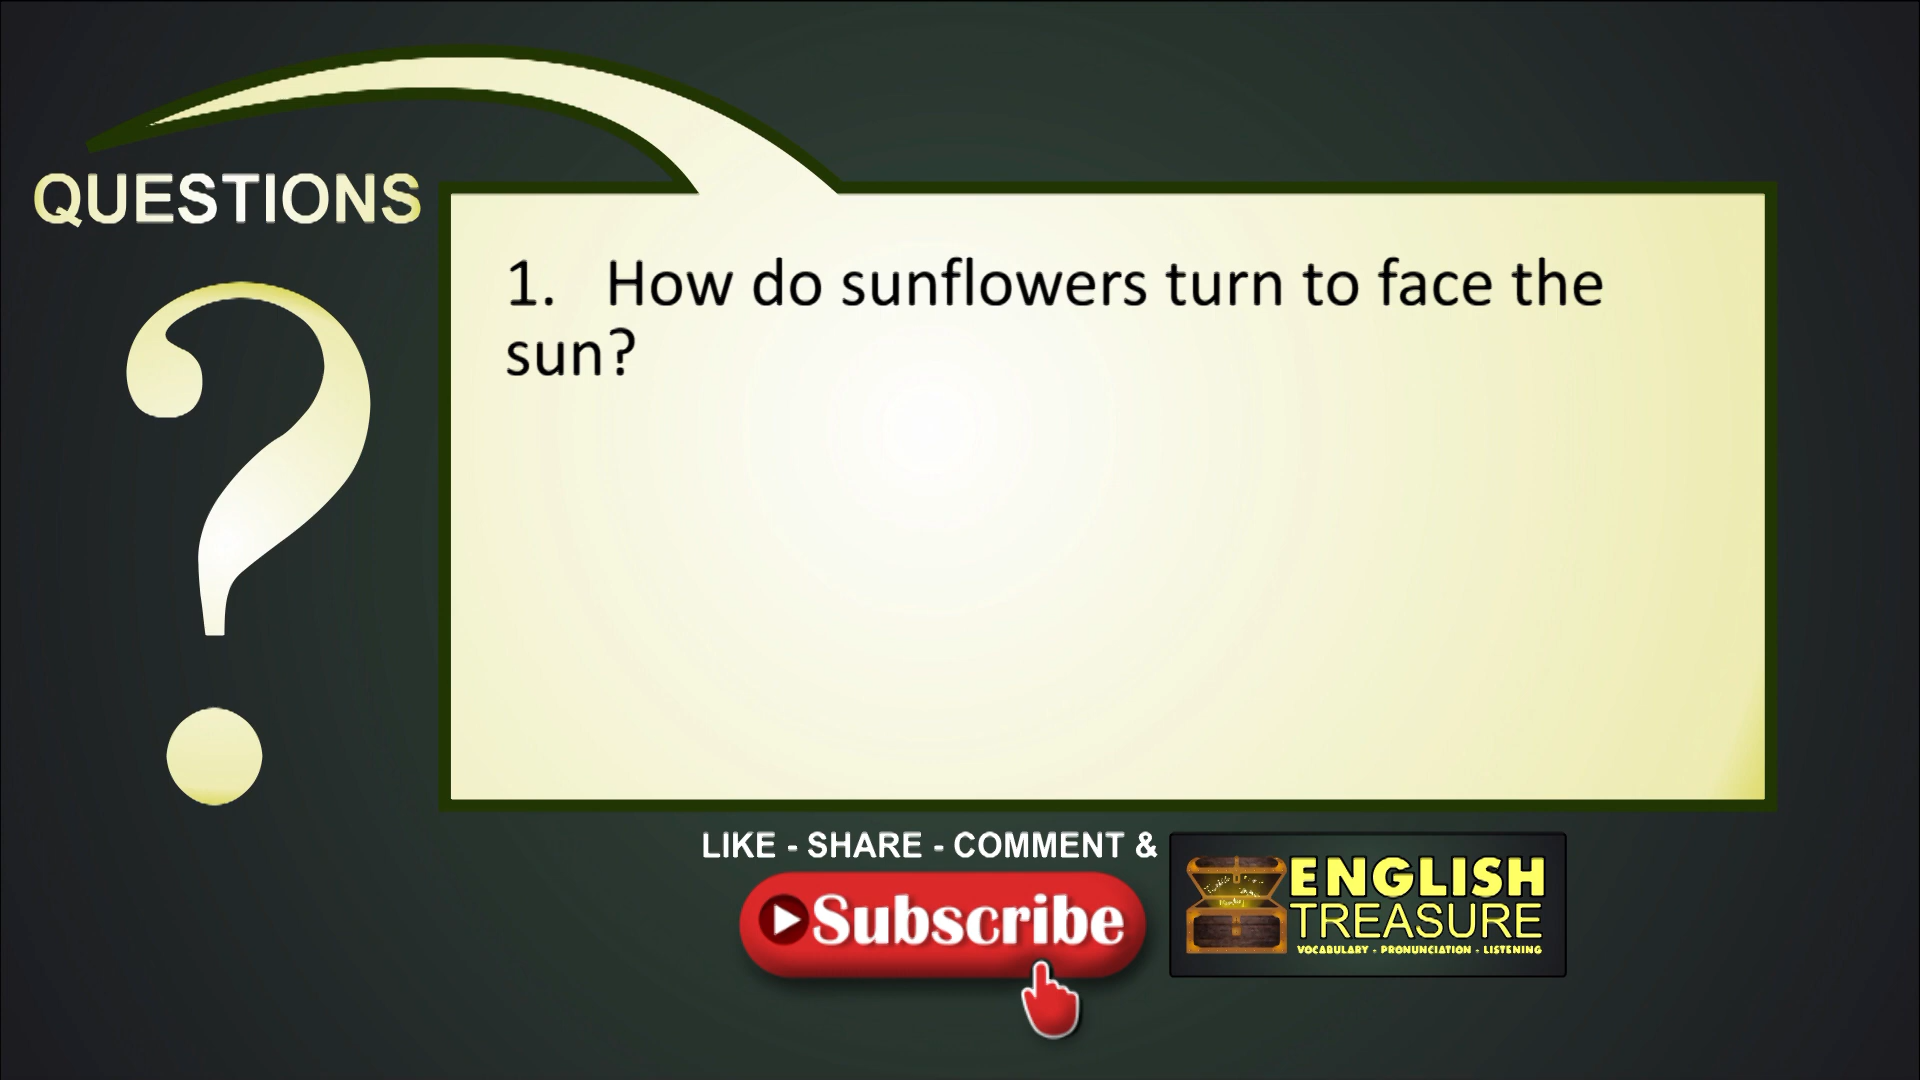 QUESTIONS
1. How do sunflowers turn to face the
sun?
?
LIKE - SHARE - COMMENT &
Subscribe
ENGLISH
TREASURE
VOCABULARY - PRONUNCIATION - LISTENING